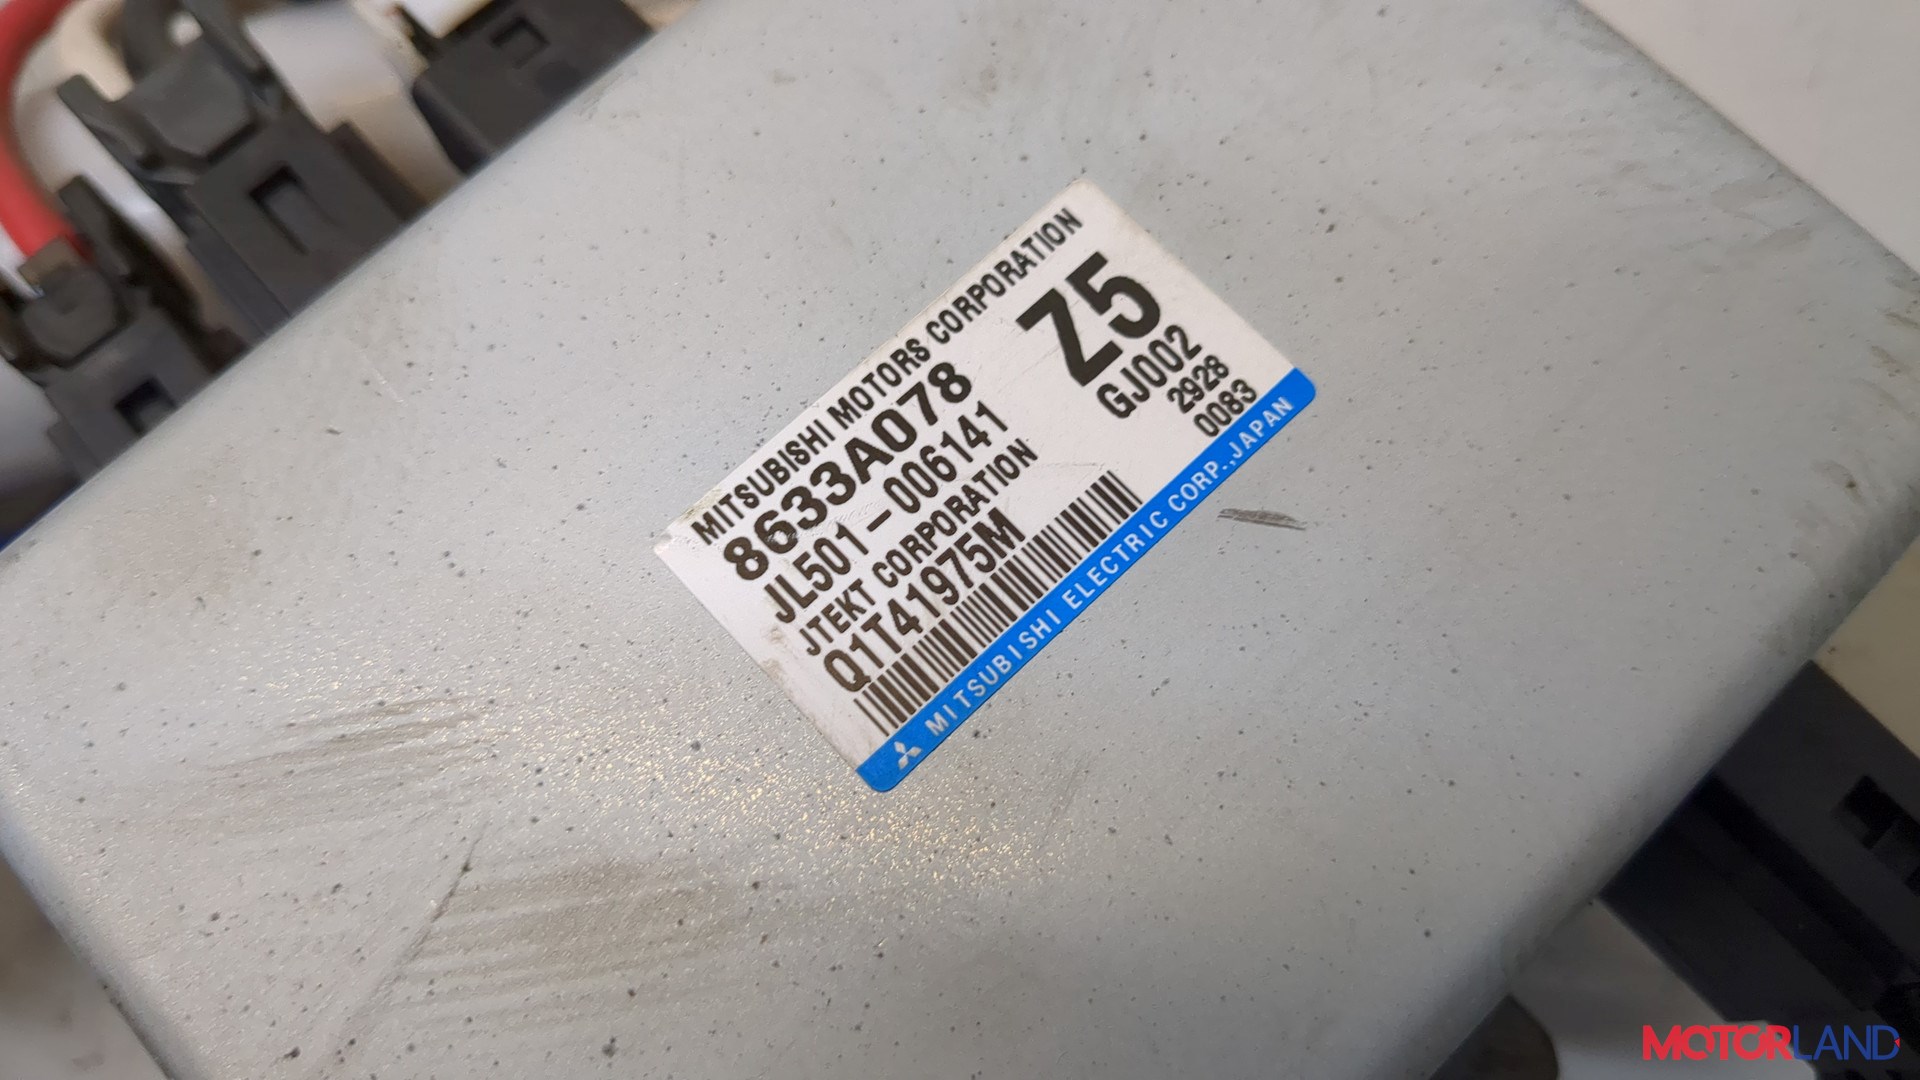 MITSUBISHI MOTORS CORPORATION
8633A078
Z5
JL501-006141
GJ002
JTEKT CORPORATION
2928
Q1T41975M
0083
MITSUBISHI ELECTRIC CORP.,JAPAN
MOTORLAND